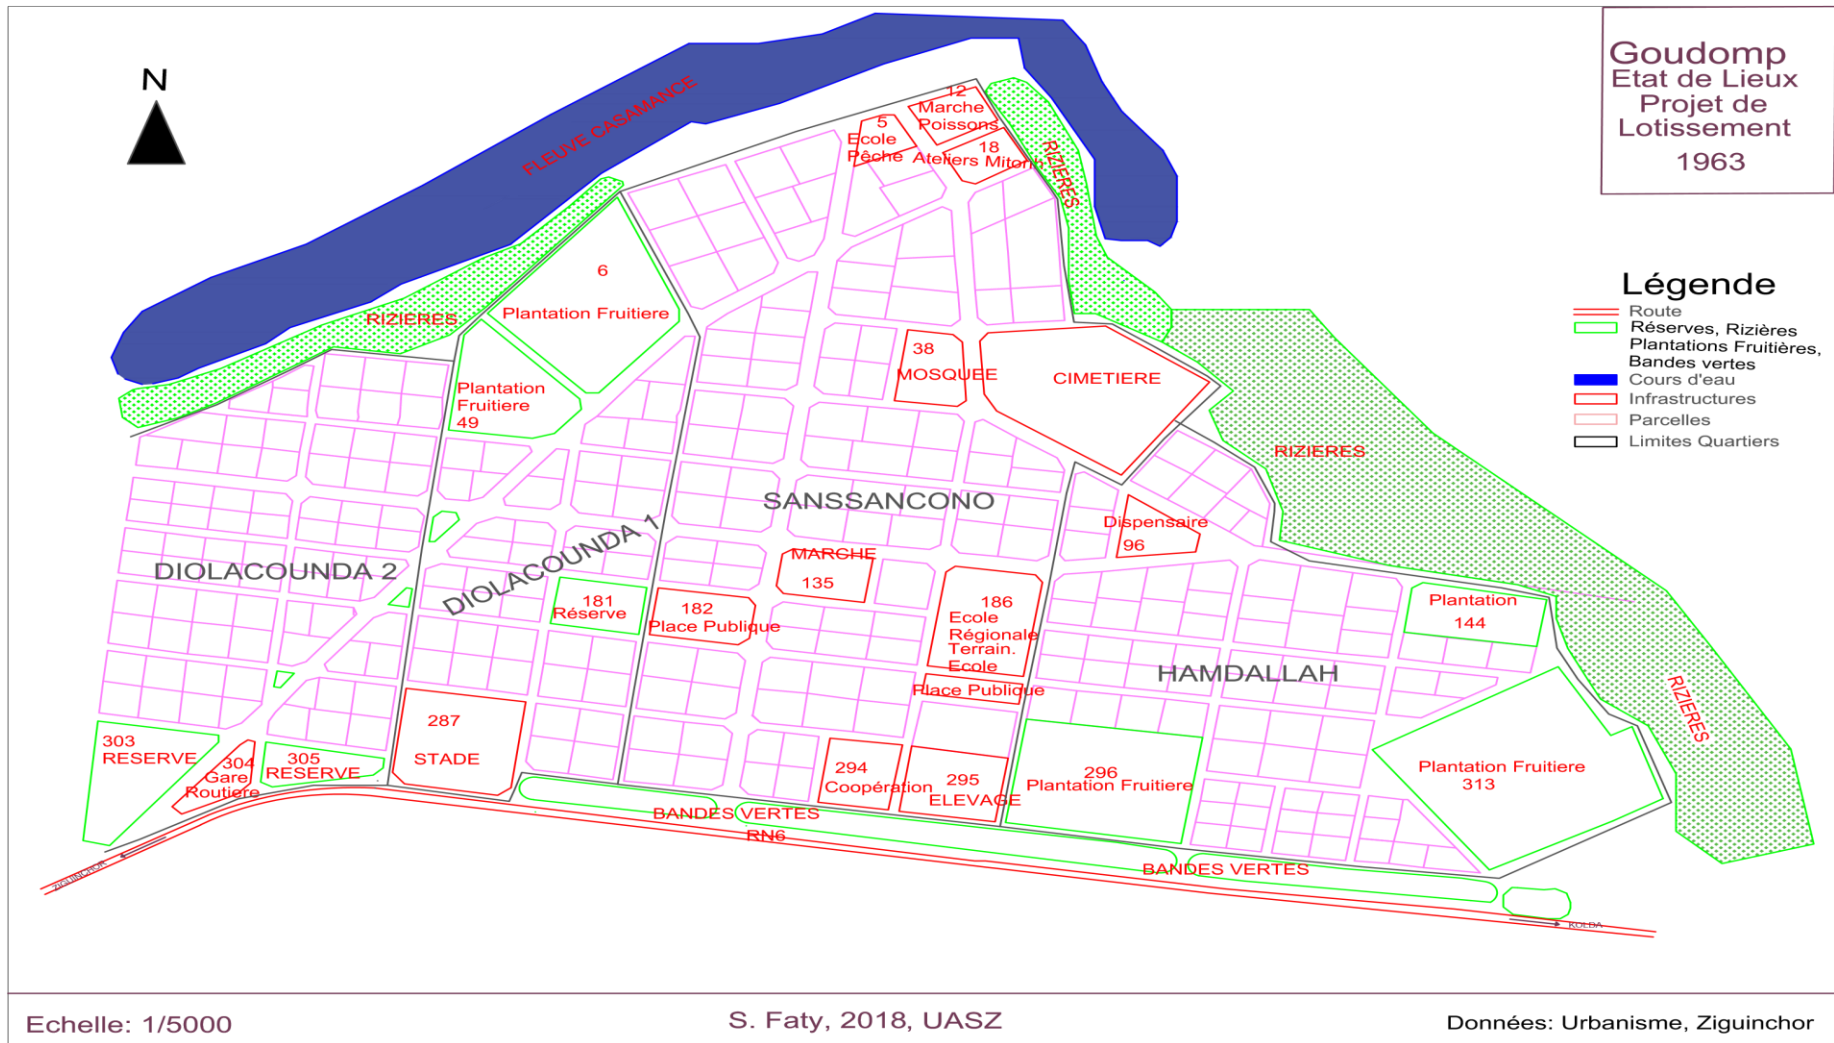 Goudomp
Etat de Lieux
Projet de
Lotissement
1963
N
FLEUVE CASAMANCE
12
Marche
Poissons
5
Ecole
Pêche
18
Ateliers Mitorin
RIZIERES
6
Plantation Fruitiere
RIZIERES
Légende
Route
Réserves, Rizières
Plantations Fruitières,
Bandes vertes
Cours d'eau
Infrastructures
Parcelles
Limites Quartiers
38
MOSQUEE
CIMETIERE
Plantation
Fruitiere
49
RIZIERES
SANSSANCONO
Dispensaire
96
DIOLACOUNDA 2
DIOLACOUNDA 1
MARCHE
135
181
Réserve
182
Place Publique
186
Ecole
Régionale
Terrain.
Ecole
Plantation
144
Place Publique
HAMDALLAH
RIZIERES
303
RESERVE
304
Gare
Routiere
305
RESERVE
287
STADE
294
Coopération
295
ELEVAGE
296
Plantation Fruitiere
Plantation Fruitiere
313
BANDES VERTES
RN6
BANDES VERTES
ZIGUINCHOR
KOLDA
Echelle: 1/5000
S. Faty, 2018, UASZ
Données: Urbanisme, Ziguinchor